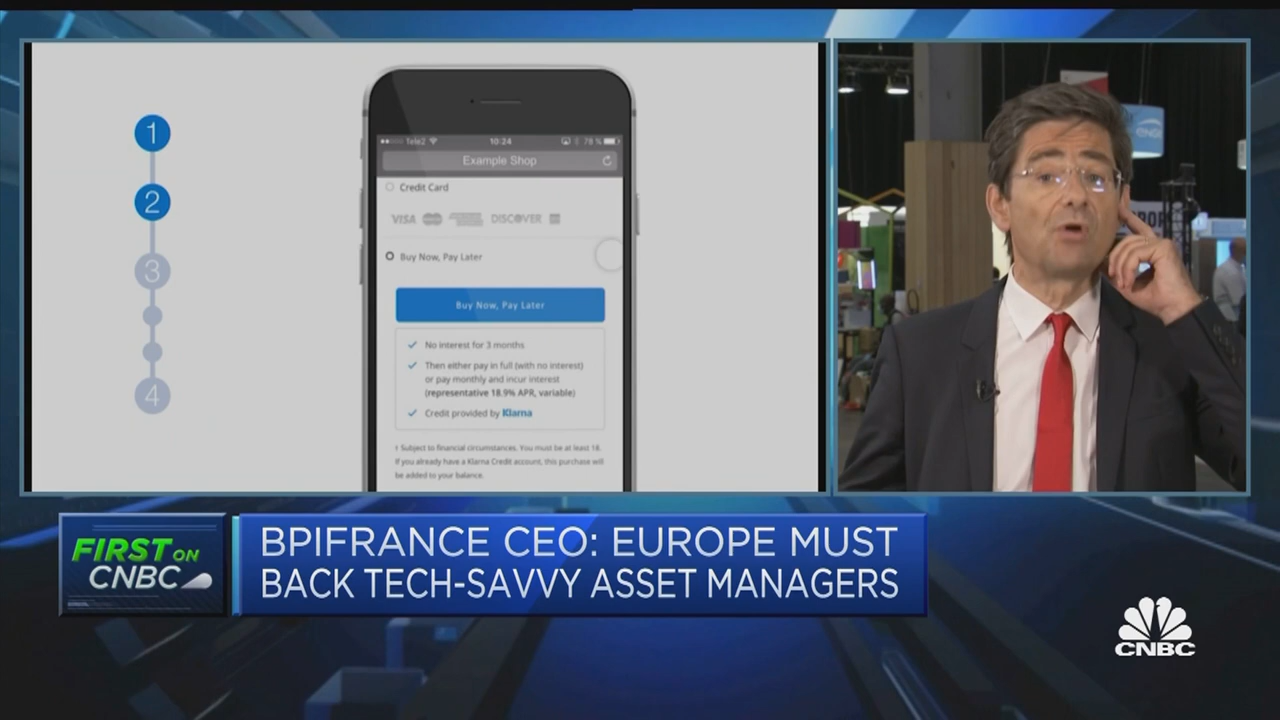 1
2
3
4
Tele2
10:24
78 %
Example Shop
Credit Card
VISA
DISCOVER
Buy Now, Pay Later
Buy Now, Pay Later
No interest for 3 months
Then either pay in full (with no interest)
or pay monthly and incur interest
(representative 18.9% APR, variable)
Credit provided by Klarna
† Subject to financial circumstances. You must be at least 18.
If you already have a Klarna Credit account, this purchase will
be added to your balance.
ENGI
FIRST ON
CNBC
BPIFRANCE CEO: EUROPE MUST
BACK TECH-SAVVY ASSET MANAGERS
CNBC